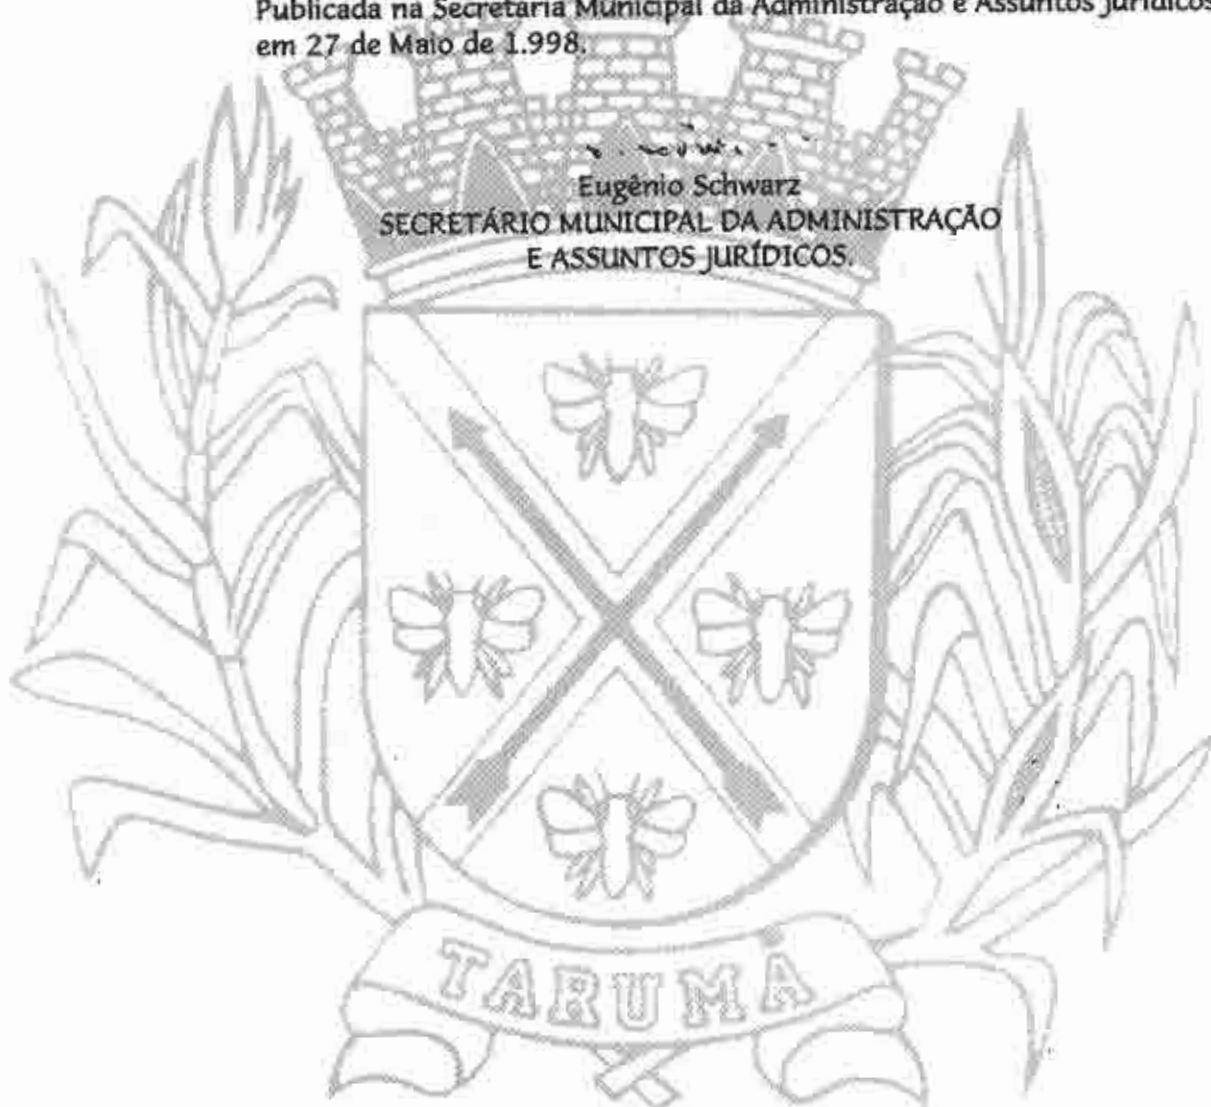 Publicada na Secretaria Municipal da Administração e Assuntos Jurídicos
em 27 de Maio de 1.998.
Eugênio Schwarz
SECRETÁRIO MUNICIPAL DA ADMINISTRAÇÃO
E ASSUNTOS JURÍDICOS.
TARUMÃ